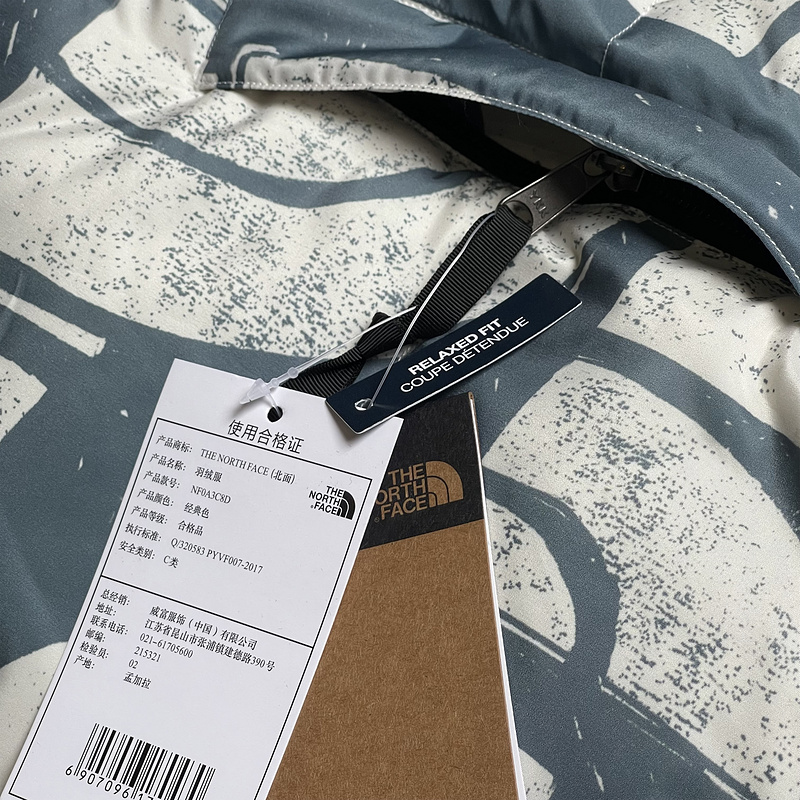 RELAXED FIT
COUPE DÉTENDUE
使用合格证
产品商标: THE NORTH FACE (北面)
产品名称: 羽绒服
产品款号: NF0A3C8D
产品颜色: 经典色
产品等级: 合格品
执行标准: Q/320583 PYVF007-2017
安全类别: C类
THE
NORTH
FACE
总经销: 威富服饰（中国）有限公司
地址: 江苏省昆山市张浦镇建德路390号
联系电话: 021-61705600
邮编: 215321
检验员: 02
产地: 孟加拉
6 907096
THE
NORTH
FACE